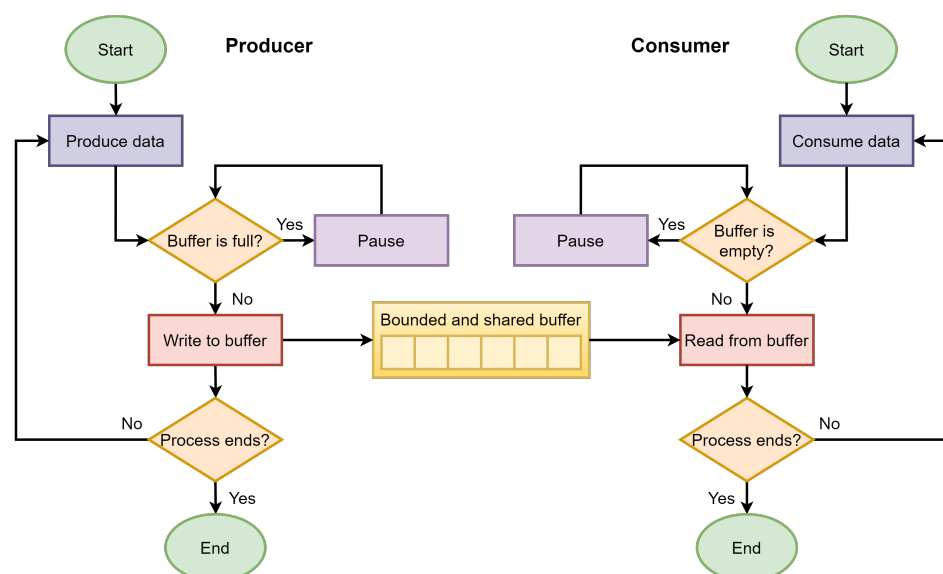 Start
Producer
Consumer
Start
Produce data
Consume data
Buffer is full?
Yes
Pause
Pause
Yes
Buffer is
empty?
No
No
Write to buffer
Bounded and shared buffer
Read from buffer
No
Process ends?
Process ends?
No
Yes
Yes
End
End